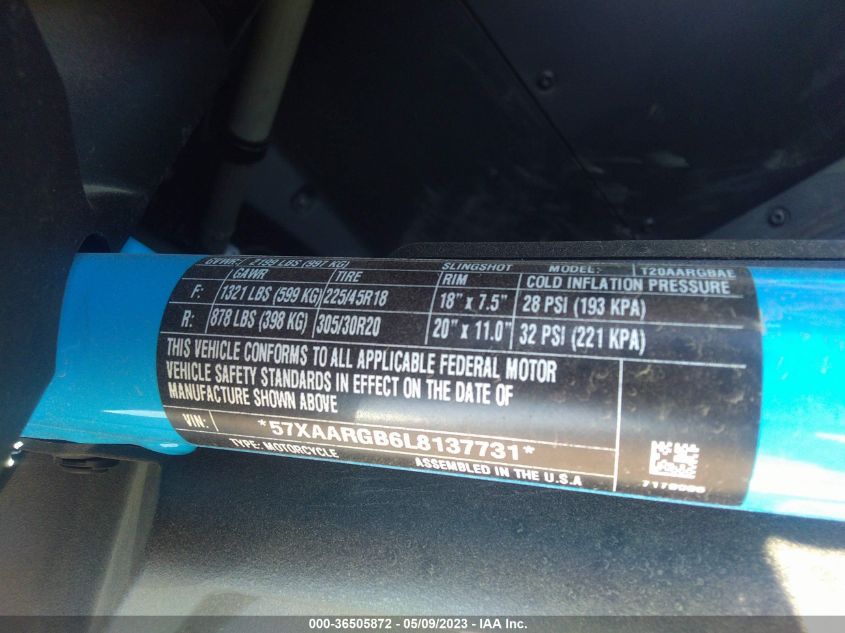 GVWR: 2199 LBS (997 KG) SLINGSHOT MODEL: T20AARGBAE
GAWR TIRE RIM COLD INFLATION PRESSURE
F: 1321 LBS (599 KG) 225/45R18 18" x 7.5" 28 PSI (193 KPA)
R: 878 LBS (398 KG) 305/30R20 20" x 11.0" 32 PSI (221 KPA)
THIS VEHICLE CONFORMS TO ALL APPLICABLE FEDERAL MOTOR
VEHICLE SAFETY STANDARDS IN EFFECT ON THE DATE OF
MANUFACTURE SHOWN ABOVE
VIN: *57XAARGB6L8137731*
TYPE: MOTORCYCLE ASSEMBLED IN THE U.S.A
000-36505872 - 05/09/2023 - IAA Inc.